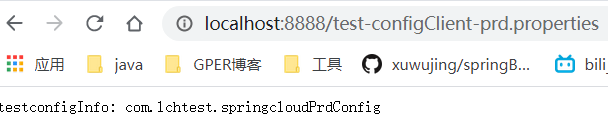 localhost:8888/test-configClient-prd.properties
应用 java GPER博客 工具 xuwujing/springB... bili
testconfigInfo: com.lchtest.springcloudPrdConfig